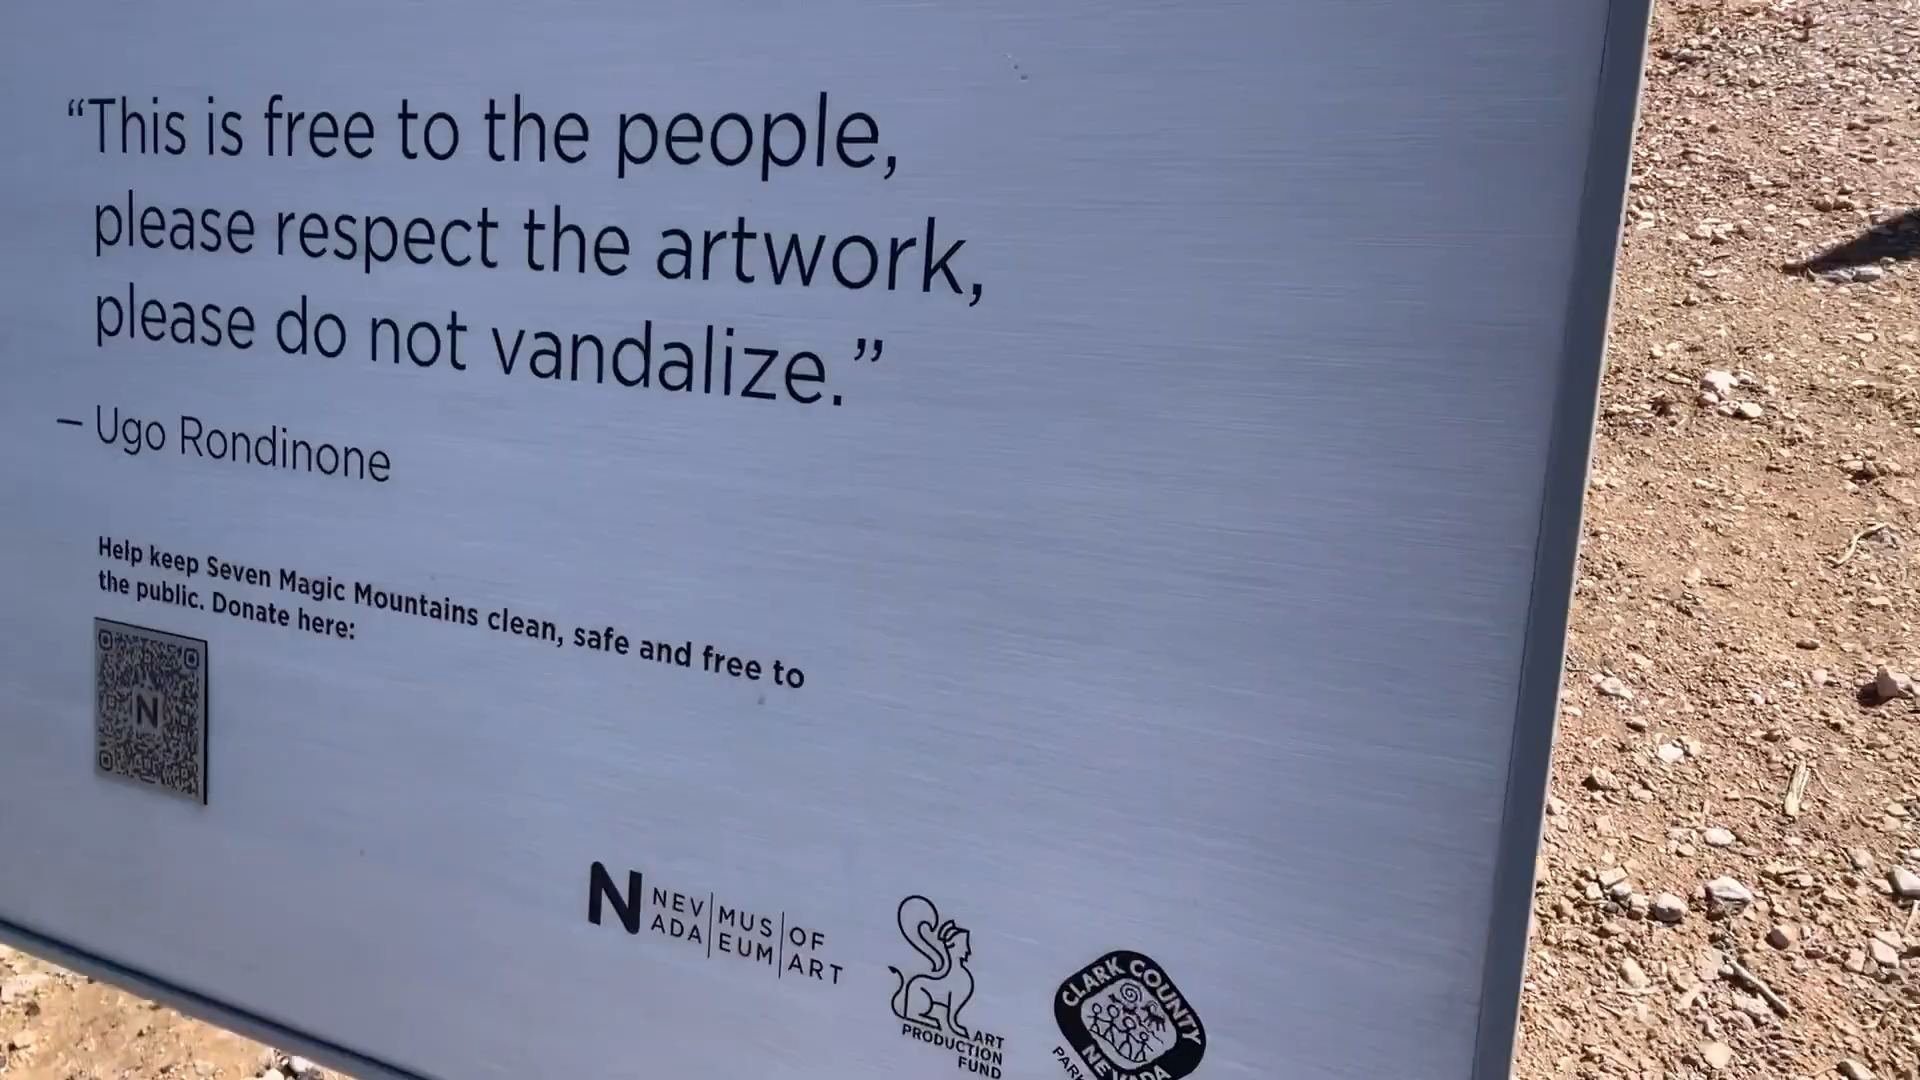 “This is free to the people,
please respect the artwork,
please do not vandalize.”
– Ugo Rondinone
Help keep Seven Magic Mountains clean, safe and free to
the public. Donate here:
N
N NEV MUS OF
ADA EUM ART
ART
PRODUCTION
FUND
CLARK COUNTY
NEVADA